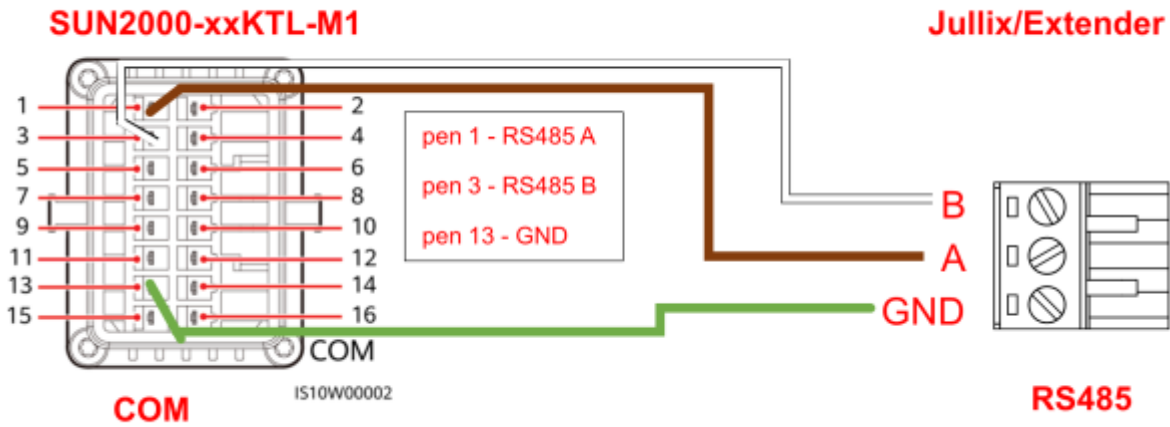 SUN2000-xxKTL-M1
Jullix/Extender
1
2
3
4
5
6
7
8
9
10
11
12
13
14
15
16
pen 1 - RS485 A
pen 3 - RS485 B
pen 13 - GND
B
A
GND
COM
IS10W00002
COM
RS485